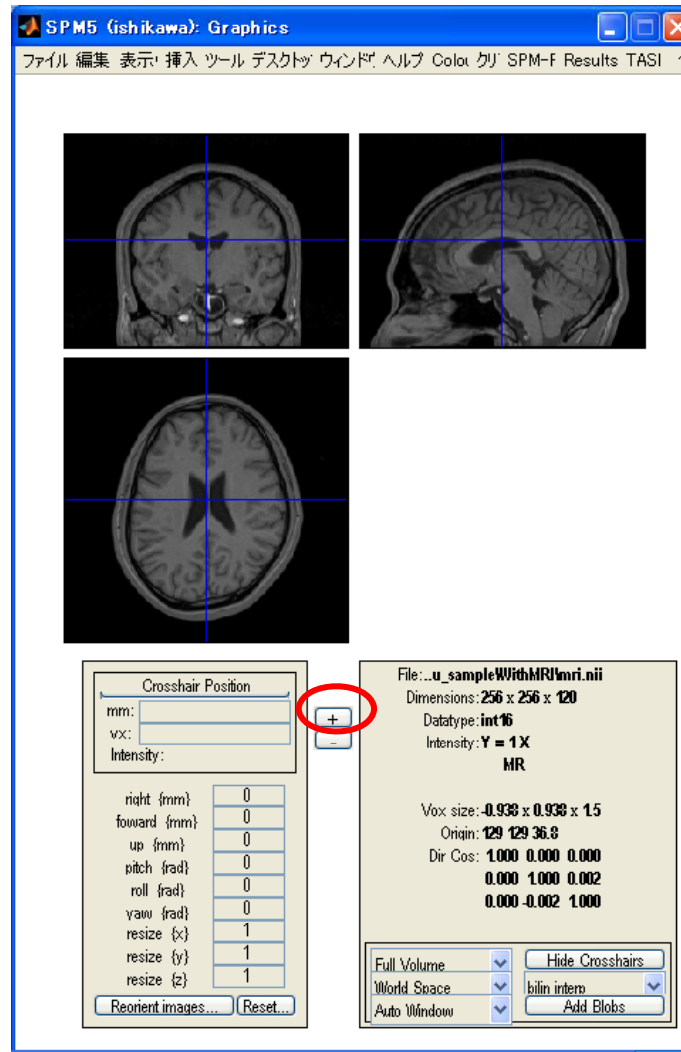 SPM5 (ishikawa): Graphics
ファイル 編集 表示 挿入 ツール デスクトッ ウィンド ヘルプ Colo クリ SPM-F Results TASI
Crosshair Position
mm:
vx:
Intensity:
+
-
right {mm} 0
foward {mm} 0
up {mm} 0
pitch {rad} 0
roll {rad} 0
yaw {rad} 0
resize {x} 1
resize {y} 1
resize {z} 1
Reorient images... Reset...
File:..u_sample\WithMRI\mri.nii
Dimensions: 256 x 256 x 120
Datatype: int16
Intensity: Y = 1 X
MR
Vox size: -0.938 x 0.938 x 1.5
Origin: 129 129 36.8
Dir Cos: 1.000 0.000 0.000
0.000 1.000 0.002
0.000 -0.002 1.000
Full Volume Hide Crosshairs
World Space bilin interp
Auto Window Add Blobs